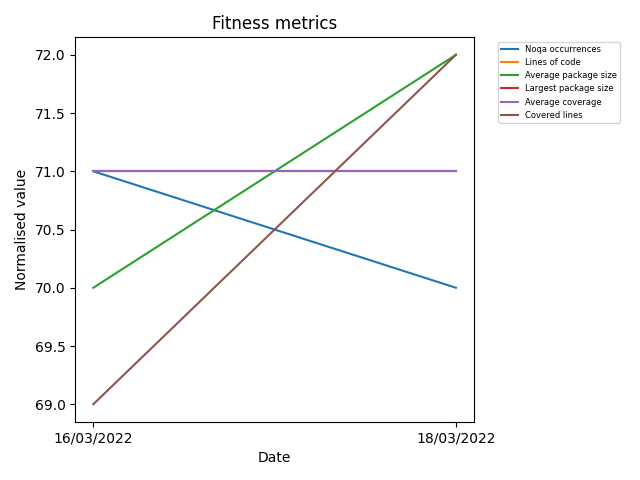 Fitness metrics
72.0
71.5
71.0
70.5
70.0
69.5
69.0
Normalised value
16/03/2022
18/03/2022
Date
Noqa occurrences
Lines of code
Average package size
Largest package size
Average coverage
Covered lines